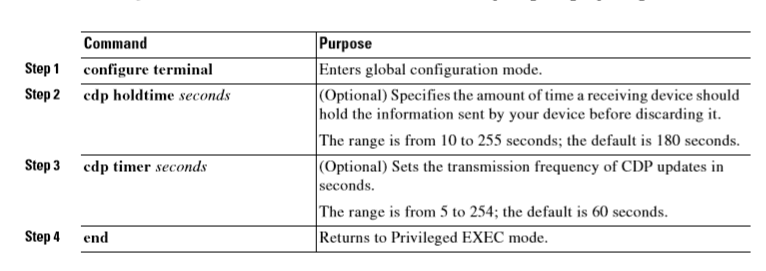 Command Purpose
Step 1 configure terminal Enters global configuration mode.
Step 2 cdp holdtime seconds (Optional) Specifies the amount of time a receiving device should
hold the information sent by your device before discarding it.
The range is from 10 to 255 seconds; the default is 180 seconds.
Step 3 cdp timer seconds (Optional) Sets the transmission frequency of CDP updates in
seconds.
The range is from 5 to 254; the default is 60 seconds.
Step 4 end Returns to Privileged EXEC mode.